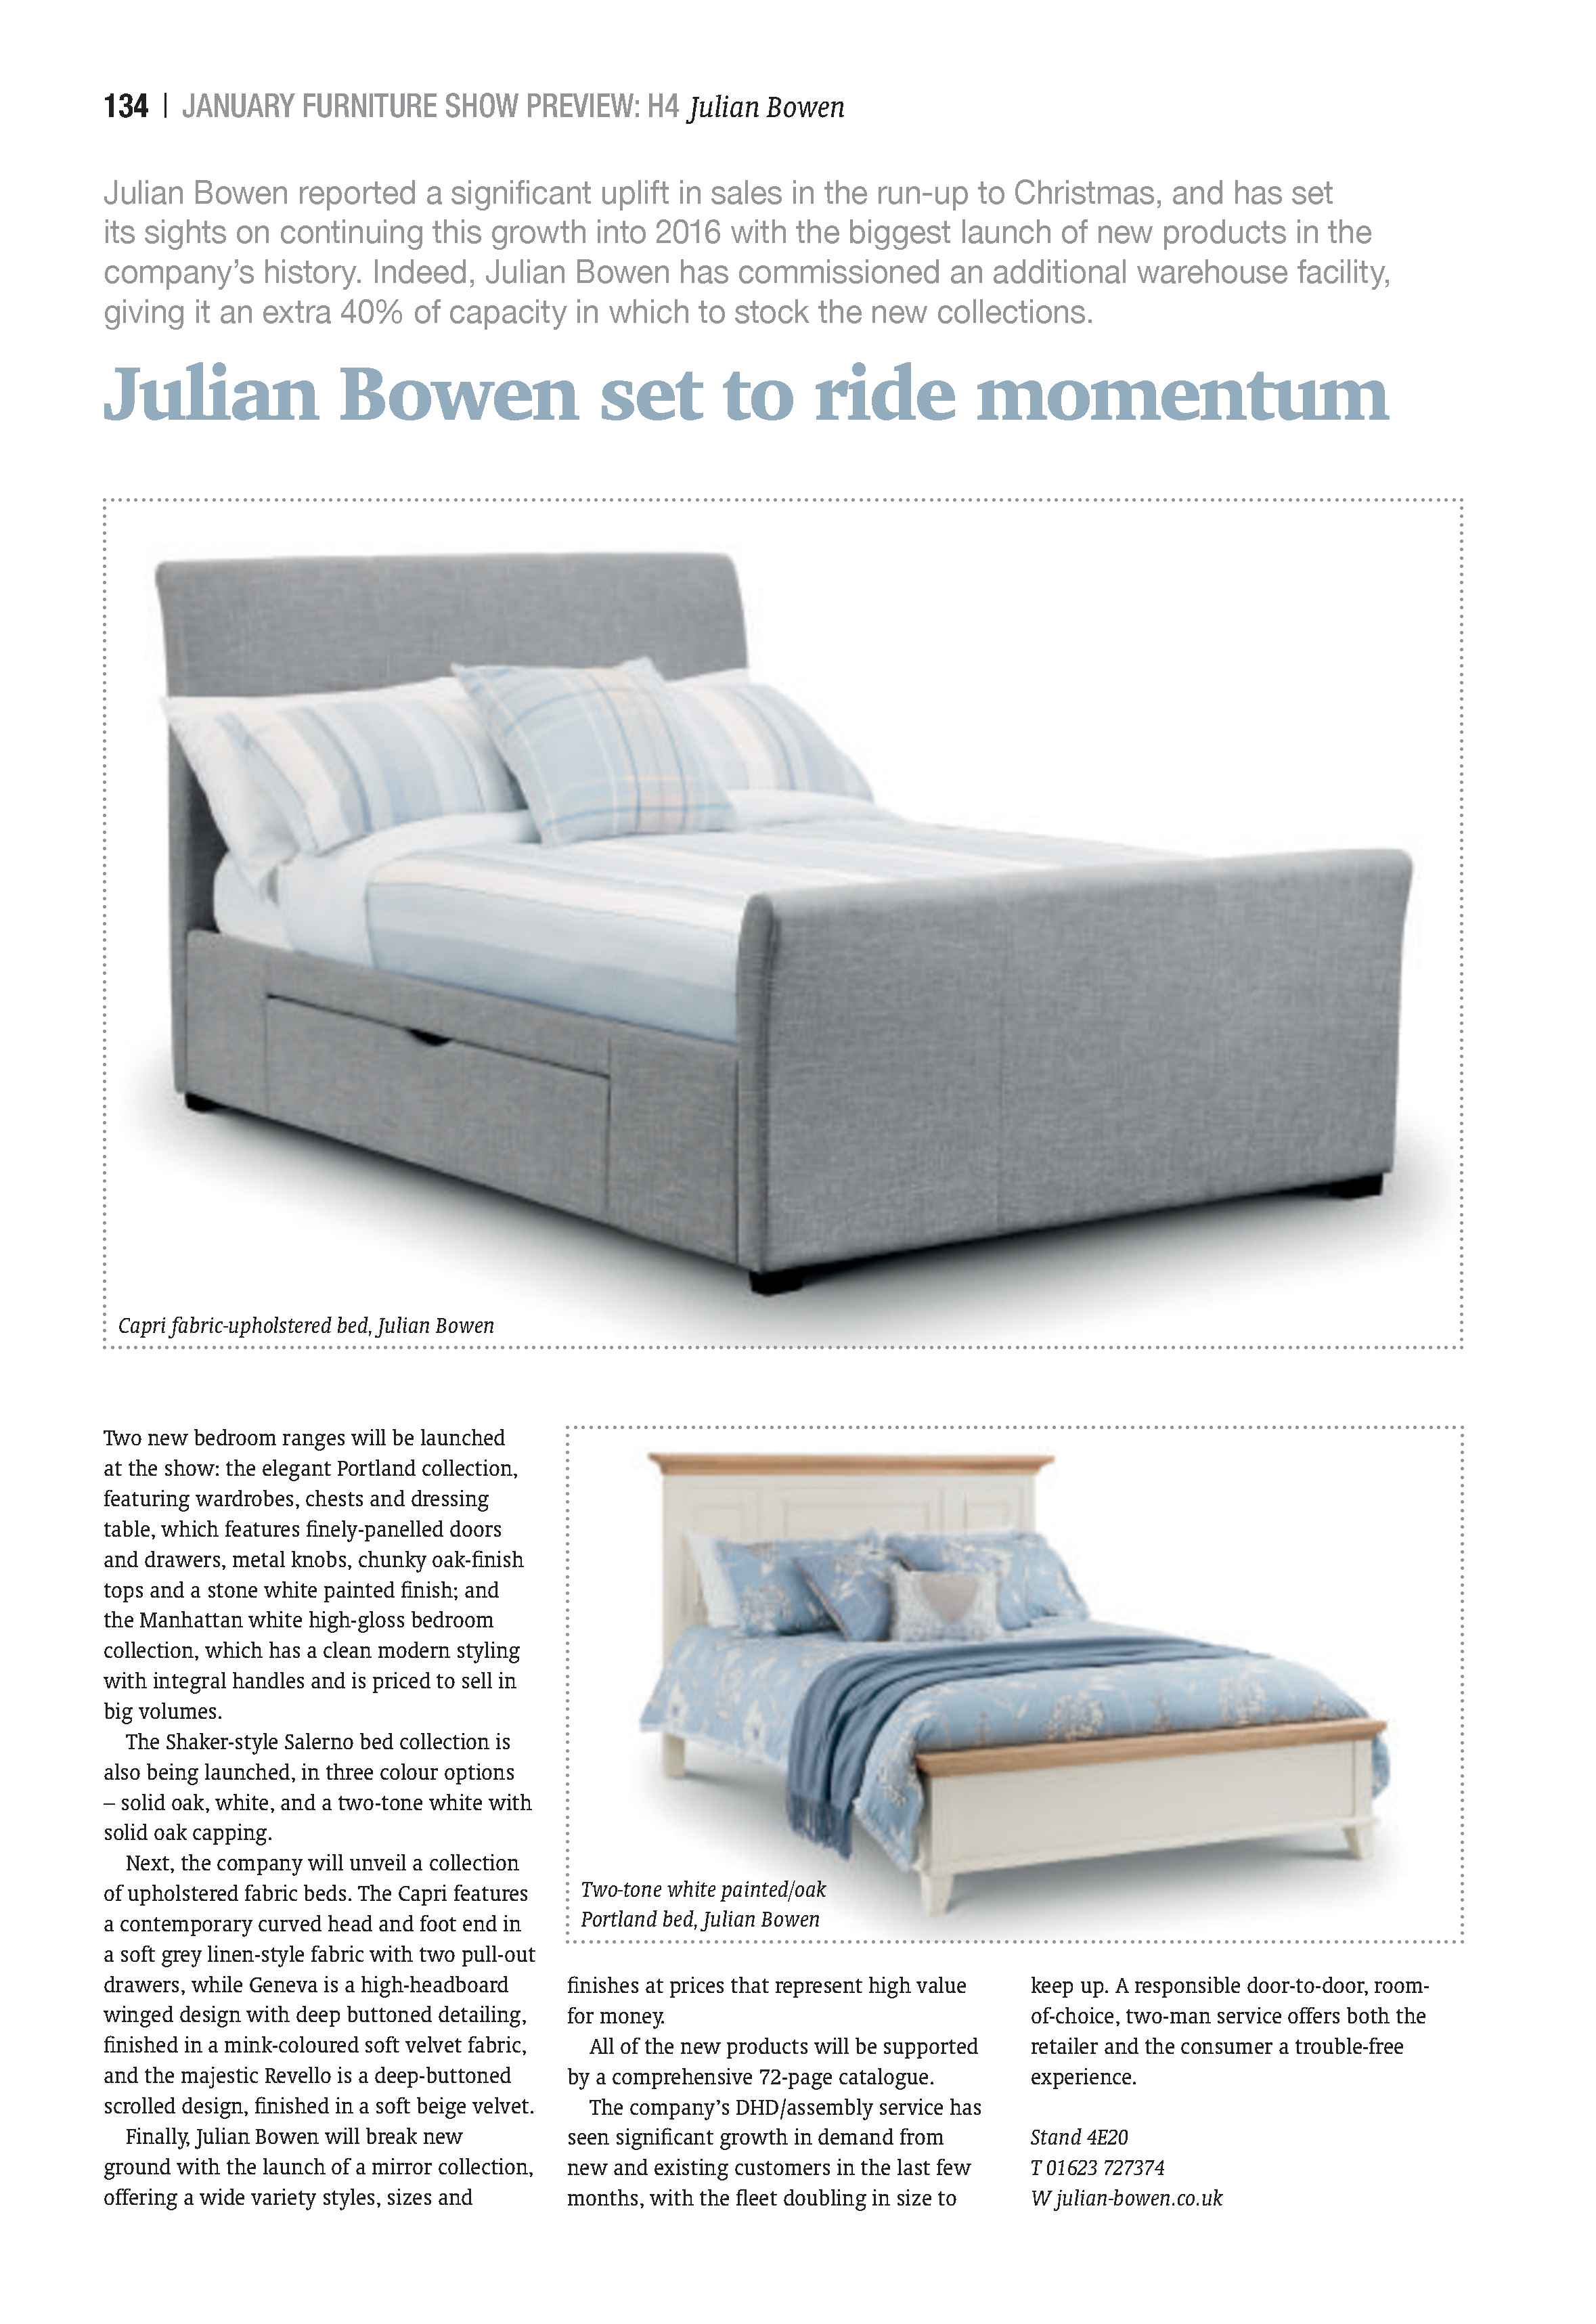 134 | JANUARY FURNITURE SHOW PREVIEW: H4 Julian Bowen
Julian Bowen reported a significant uplift in sales in the run-up to Christmas, and has set
its sights on continuing this growth into 2016 with the biggest launch of new products in the
company's history. Indeed, Julian Bowen has commissioned an additional warehouse facility,
giving it an extra 40% of capacity in which to stock the new collections.
Julian Bowen set to ride momentum
Capri fabric-upholstered bed, Julian Bowen
Two new bedroom ranges will be launched
at the show: the elegant Portland collection,
featuring wardrobes, chests and dressing
table, which features finely-panelled doors
and drawers, metal knobs, chunky oak-finish
tops and a stone white painted finish; and
the Manhattan white high-gloss bedroom
collection, which has a clean modern styling
with integral handles and is priced to sell in
big volumes.
The Shaker-style Salerno bed collection is
also being launched, in three colour options
– solid oak, white, and a two-tone white with
solid oak capping.
Next, the company will unveil a collection
of upholstered fabric beds. The Capri features
a contemporary curved head and foot end in
a soft grey linen-style fabric with two pull-out
drawers, while Geneva is a high-headboard
winged design with deep buttoned detailing,
finished in a mink-coloured soft velvet fabric,
and the majestic Revello is a deep-buttoned
scrolled design, finished in a soft beige velvet.
Finally, Julian Bowen will break new
ground with the launch of a mirror collection,
offering a wide variety styles, sizes and
Two-tone white painted/oak
Portland bed, Julian Bowen
finishes at prices that represent high value
for money.
All of the new products will be supported
by a comprehensive 72-page catalogue.
The company's DHD/assembly service has
seen significant growth in demand from
new and existing customers in the last few
months, with the fleet doubling in size to
keep up. A responsible door-to-door, room-
of-choice, two-man service offers both the
retailer and the consumer a trouble-free
experience.
Stand 4E20
T 01623 727374
W julian-bowen.co.uk